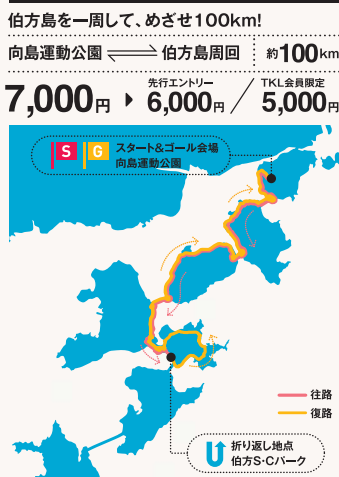 伯方島を一周して、めざせ100km!
向島運動公園 伯方島周回 約100km
7,000円 ▶ 先行エントリー 6,000円 / TKL会員限定 5,000円
S G スタート&ゴール会場
向島運動公園
往路
復路
折り返し地点
伯方S・Cパーク